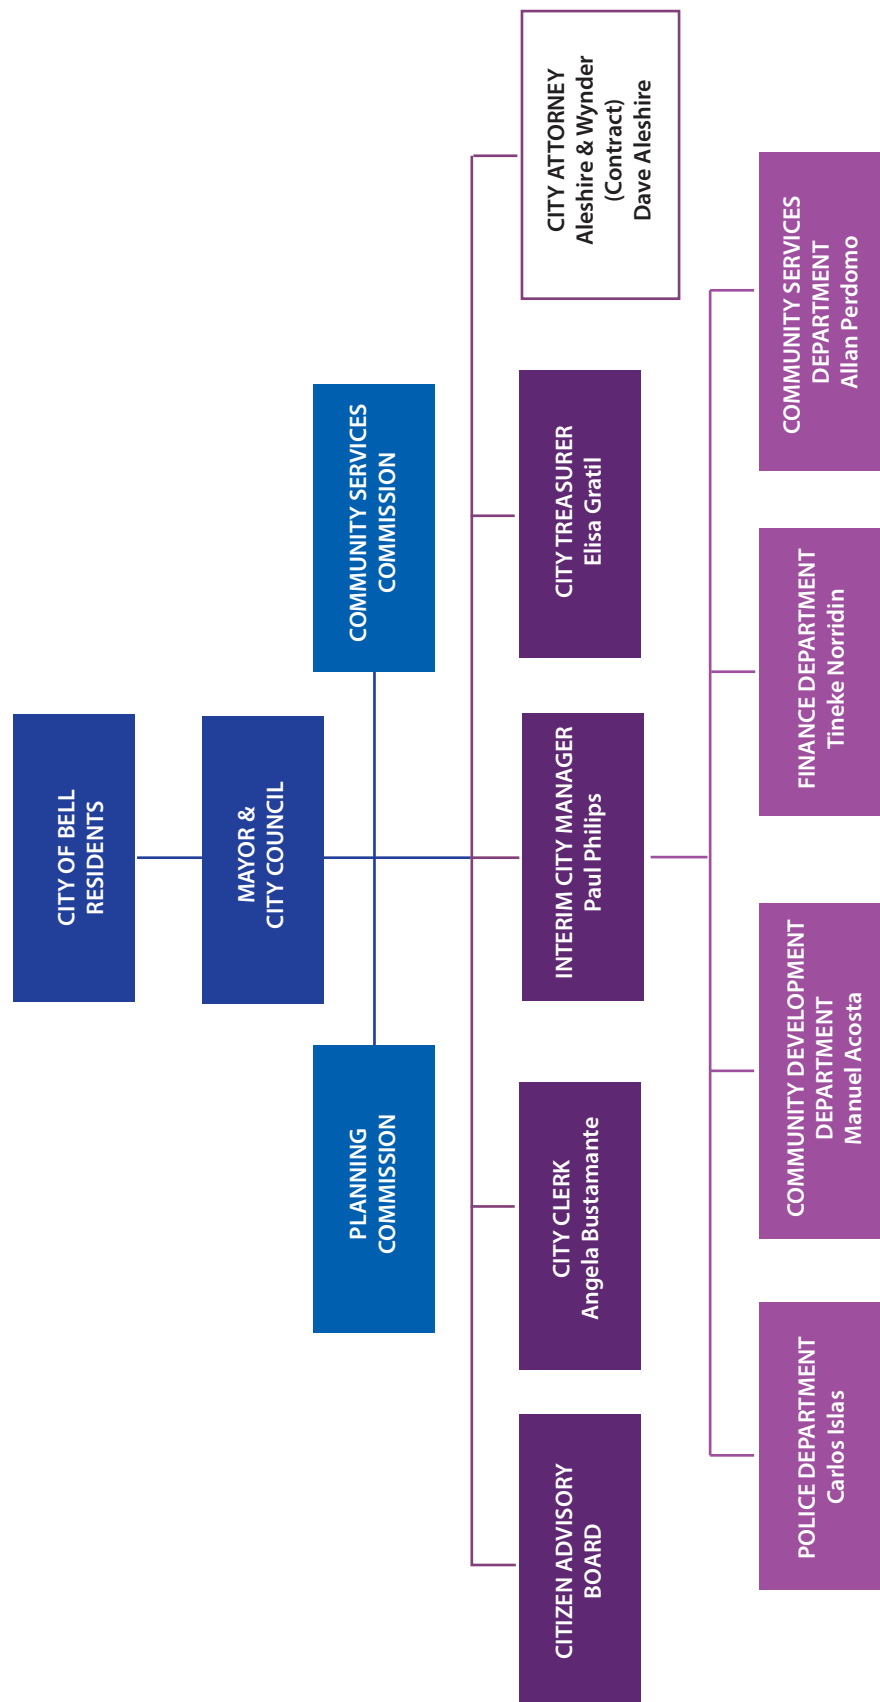 CITY OF BELL
RESIDENTS
MAYOR &
CITY COUNCIL
PLANNING
COMMISSION
COMMUNITY SERVICES
COMMISSION
CITIZEN ADVISORY
BOARD
CITY CLERK
Angela Bustamante
INTERIM CITY MANAGER
Paul Philips
CITY TREASURER
Elisa Gratil
CITY ATTORNEY
Aleshire & Wynder
(Contract)
Dave Aleshire
POLICE DEPARTMENT
Carlos Islas
COMMUNITY DEVELOPMENT
DEPARTMENT
Manuel Acosta
FINANCE DEPARTMENT
Tineke Norridin
COMMUNITY SERVICES
DEPARTMENT
Allan Perdomo